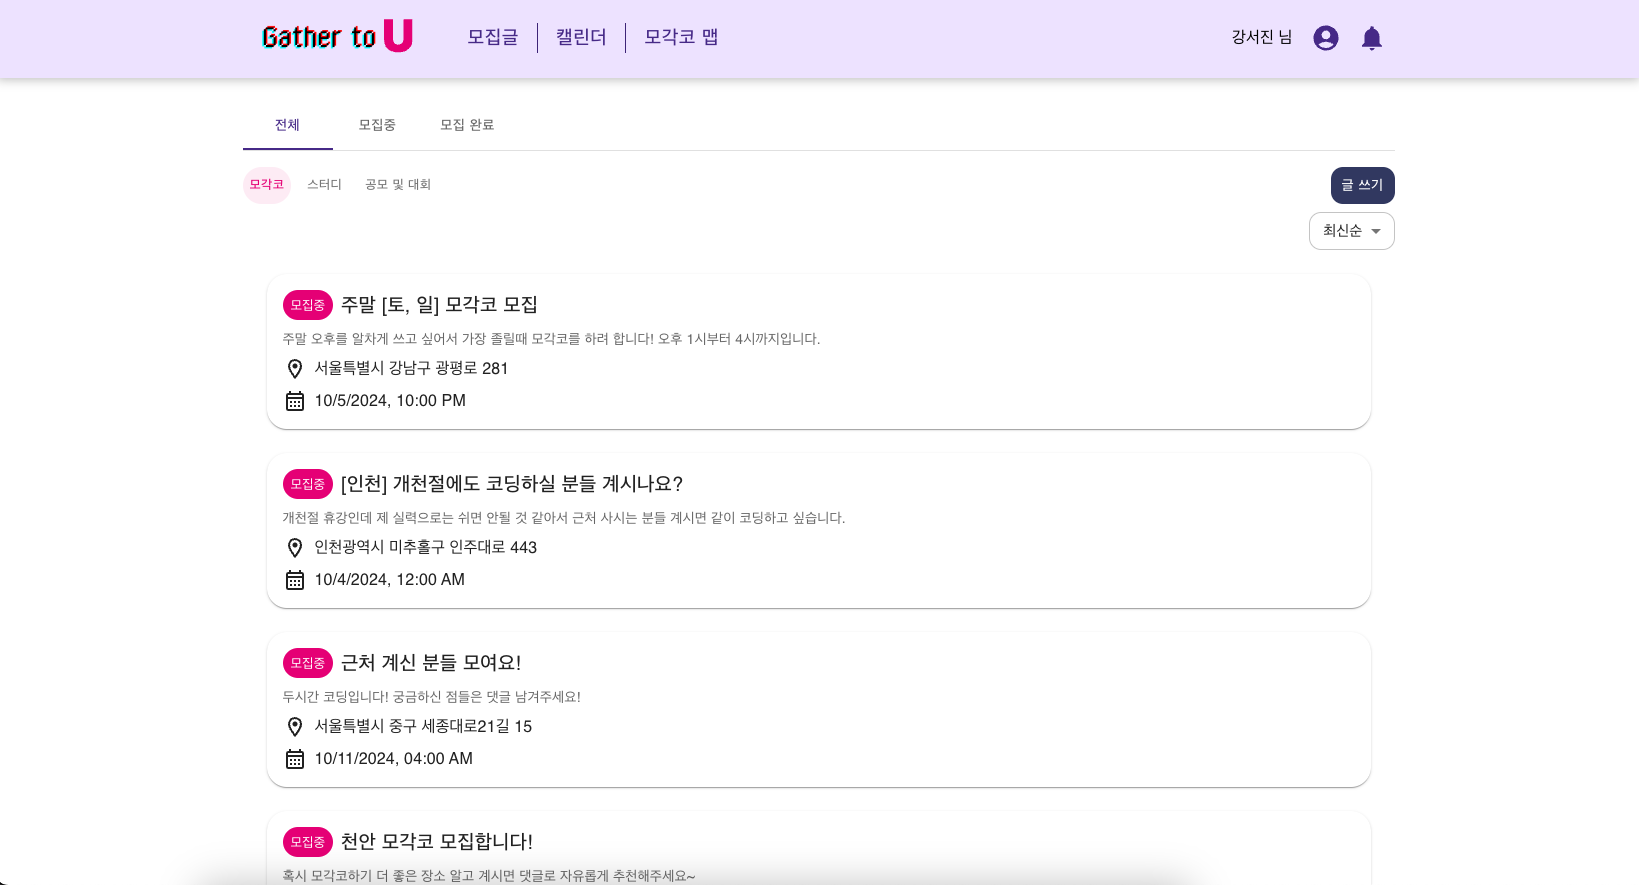 Gather to U
모집글
캘린더
모각코 맵
강서진 님
전체
모집중
모집 완료
모각코
스터디
공모 및 대회
글 쓰기
최신순
모집중 주말 [토, 일] 모각코 모집
주말 오후를 알차게 쓰고 싶어서 가장 졸릴때 모각코를 하려 합니다! 오후 1시부터 4시까지입니다.
서울특별시 강남구 광평로 281
10/5/2024, 10:00 PM
모집중 [인천] 개천절에도 코딩하실 분들 계시나요?
개천절 휴강인데 제 실력으로는 쉬면 안될 것 같아서 근처 사시는 분들 계시면 같이 코딩하고 싶습니다.
인천광역시 미추홀구 인주대로 443
10/4/2024, 12:00 AM
모집중 근처 계신 분들 모여요!
두시간 코딩입니다! 궁금하신 점들은 댓글 남겨주세요!
서울특별시 중구 세종대로21길 15
10/11/2024, 04:00 AM
모집중 천안 모각코 모집합니다!
혹시 모각코하기 더 좋은 장소 알고 계시면 댓글로 자유롭게 추천해주세요~